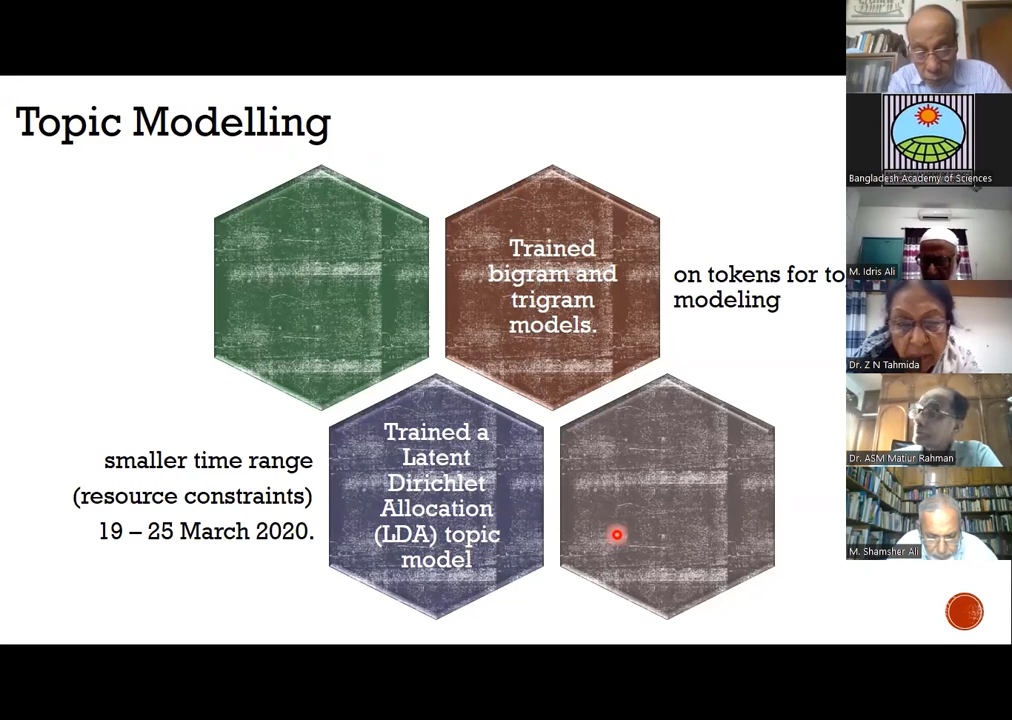 Topic Modelling
Trained
bigram and
trigram
models.
on tokens for to
modeling
smaller time range
(resource constraints)
19 – 25 March 2020.
Trained a
Latent
Dirichlet
Allocation
(LDA) topic
model
Bangladesh Academy of Sciences
M. Idris Ali
Dr. Z N Tahmida
Dr. ASM Matiur Rahman
M. Shamsher Ali